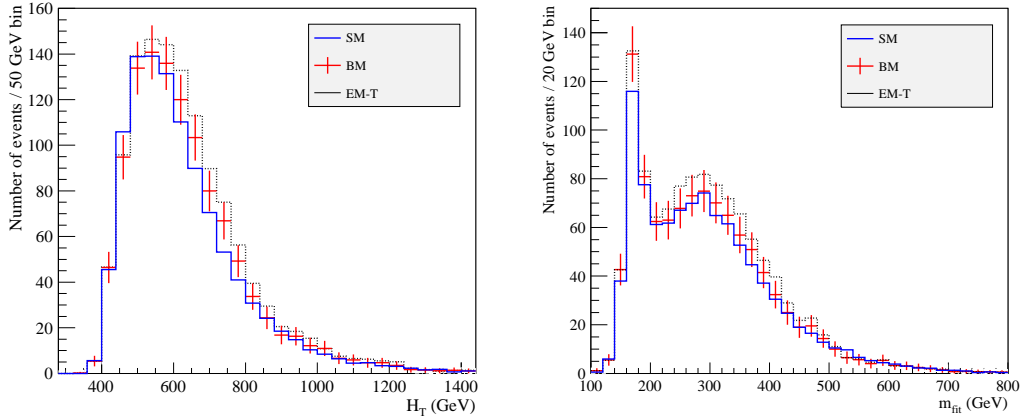 Number of events / 50 GeV bin
160
140
120
100
80
60
40
20
0
SM
BM
EM-T
400 600 800 1000 1200 1400
H_T (GeV)
Number of events / 20 GeV bin
140
120
100
80
60
40
20
0
SM
BM
EM-T
100 200 300 400 500 600 700 800
m_fit (GeV)